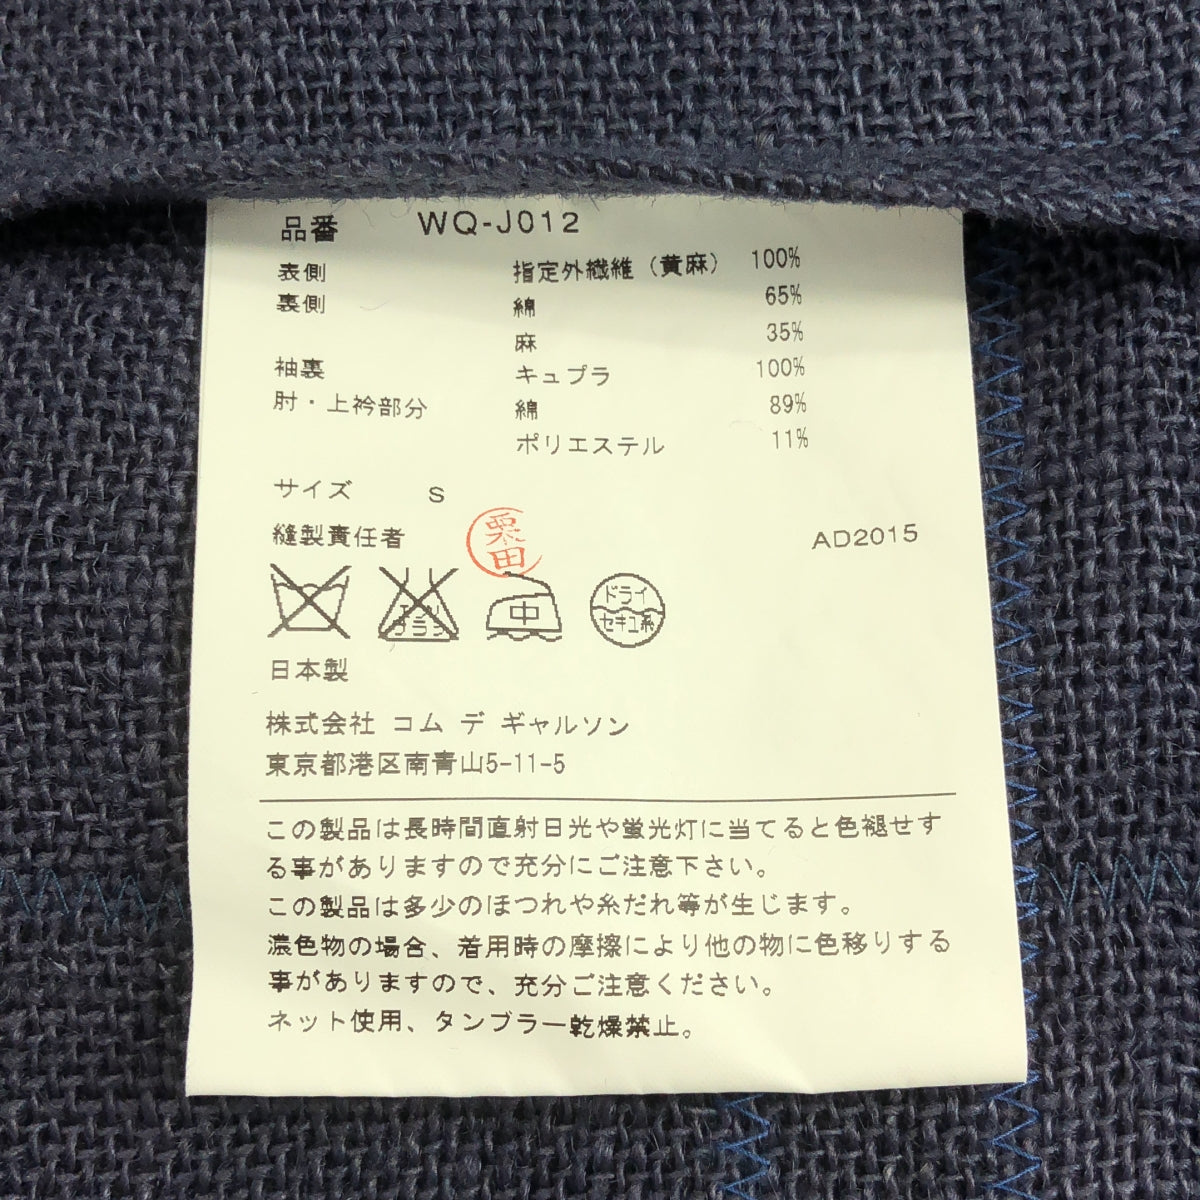 品番 WQ-J012
表側 指定外繊維（黄麻） 100%
裏側 綿 65%
麻 35%
袖裏 キュプラ 100%
肘・上衿部分 綿 89%
ポリエステル 11%
サイズ S
縫製責任者 粟田 AD2015
エンソ
サラシ
中
ドライ
セキユ系
日本製
株式会社 コム デ ギャルソン
東京都港区南青山5-11-5
この製品は長時間直射日光や蛍光灯に当てると色褪せす
る事がありますので充分にご注意下さい。
この製品は多少のほつれや糸だれ等が生じます。
濃色物の場合、着用時の摩擦により他の物に色移りする
事がありますので、充分ご注意ください。
ネット使用、タンブラー乾燥禁止。